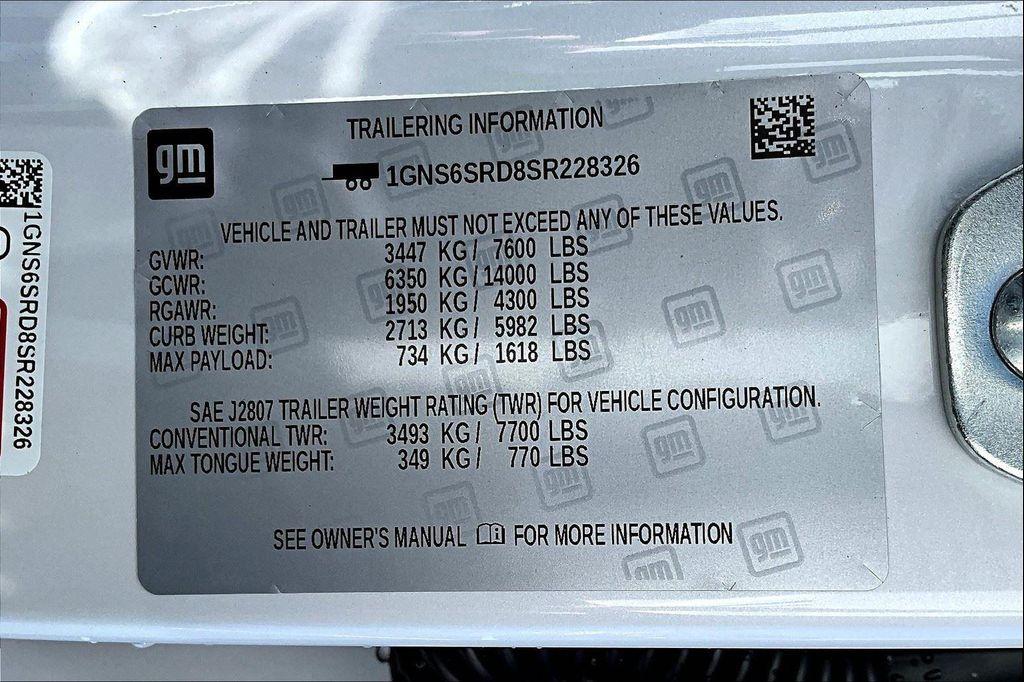 gm
TRAILERING INFORMATION
1GNS6SRD8SR228326
VEHICLE AND TRAILER MUST NOT EXCEED ANY OF THESE VALUES.
GVWR: 3447 KG / 7600 LBS
GCWR: 6350 KG / 14000 LBS
RGAWR: 1950 KG / 4300 LBS
CURB WEIGHT: 2713 KG / 5982 LBS
MAX PAYLOAD: 734 KG / 1618 LBS
SAE J2807 TRAILER WEIGHT RATING (TWR) FOR VEHICLE CONFIGURATION.
CONVENTIONAL TWR: 3493 KG / 7700 LBS
MAX TONGUE WEIGHT: 349 KG / 770 LBS
SEE OWNER'S MANUAL FOR MORE INFORMATION
1GNS6SRD8SR228326